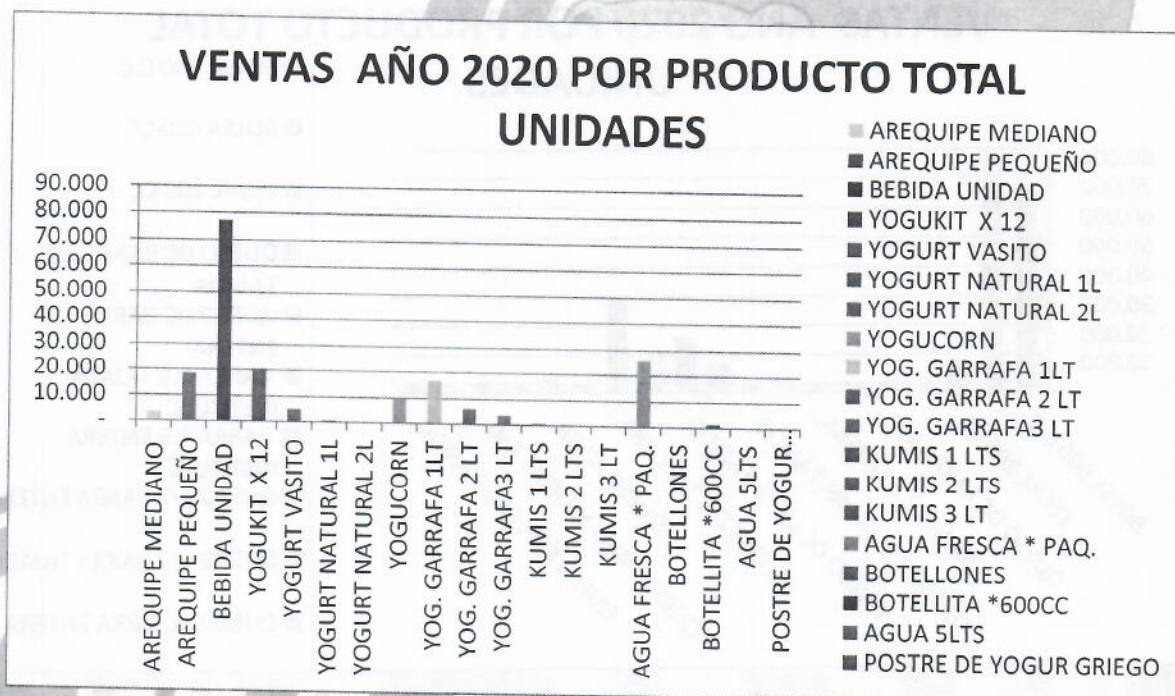 VENTAS AÑO 2020 POR PRODUCTO TOTAL
UNIDADES
90.000
80.000
70.000
60.000
50.000
40.000
30.000
20.000
10.000
-
AREQUIPE MEDIANO
AREQUIPE PEQUEÑO
BEBIDA UNIDAD
YOGUKIT X12
YOGURT VASITO
YOGURT NATURAL 1L
YOGURT NATURAL 2L
YOGUCORN
YOG. GARRAFA 1LT
YOG. GARRAFA 2 LT
YOG. GARRAFA3 LT
KUMIS 1 LTS
KUMIS 2 LTS
KUMIS 3 LT
AGUA FRESCA * PAQ.
BOTELLONES
BOTELLITA *600CC
AGUA 5LTS
POSTRE DE YOGUR...
AREQUIPE MEDIANO
AREQUIPE PEQUEÑO
BEBIDA UNIDAD
YOGUKIT X 12
YOGURT VASITO
YOGURT NATURAL 1L
YOGURT NATURAL 2L
YOGUCORN
YOG. GARRAFA 1LT
YOG. GARRAFA 2 LT
YOG. GARRAFA3 LT
KUMIS 1 LTS
KUMIS 2 LTS
KUMIS 3 LT
AGUA FRESCA * PAQ.
BOTELLONES
BOTELLITA *600CC
AGUA 5LTS
POSTRE DE YOGUR GRIEGO